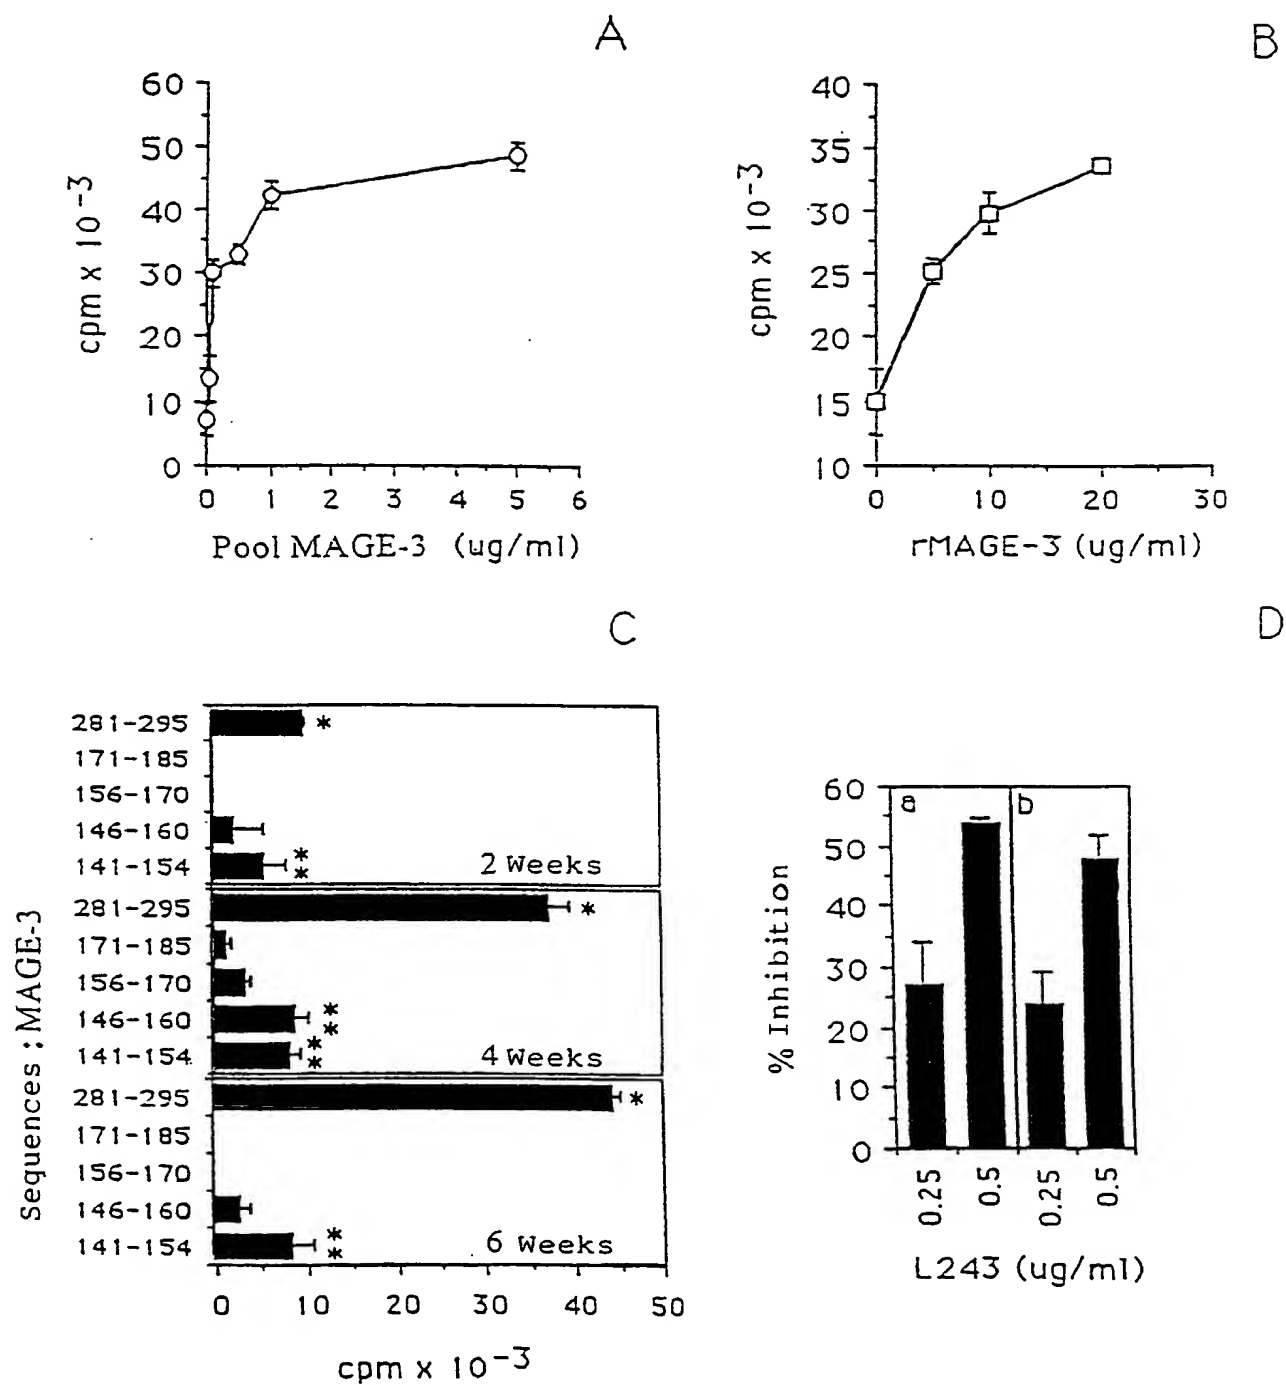 A
60
50
40
30
20
10
0
cpm x 10-3
0 1 2 3 4 5 6
Pool MAGE-3 (ug/ml)
B
40
35
30
25
20
15
10
cpm x 10-3
0 10 20 30
rMAGE-3 (ug/ml)
C
Sequences ; MAGE-3
281-295 *
171-185
156-170
146-160
141-154 **
2 Weeks
281-295 *
171-185
156-170
146-160 **
141-154 **
4 Weeks
281-295 *
171-185
156-170
146-160
141-154 **
6 Weeks
0 10 20 30 40 50
cpm x 10-3
D
60
50
40
30
20
10
0
% Inhibition
a b
0.25 0.5 0.25 0.5
L243 (ug/ml)